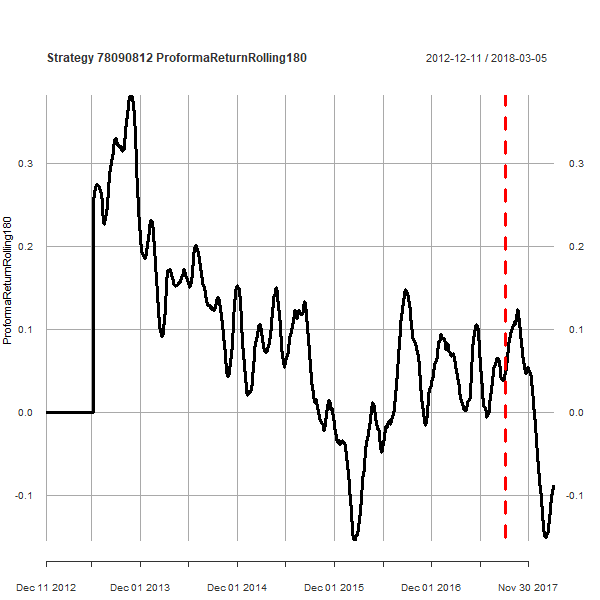 Strategy 78090812 ProformaReturnRolling180 2012-12-11 / 2018-03-05
ProformaReturnRolling180
0.3 0.3
0.2 0.2
0.1 0.1
0.0 0.0
-0.1 -0.1
Dec 11 2012 Dec 01 2013 Dec 01 2014 Dec 01 2015 Dec 01 2016 Nov 30 2017